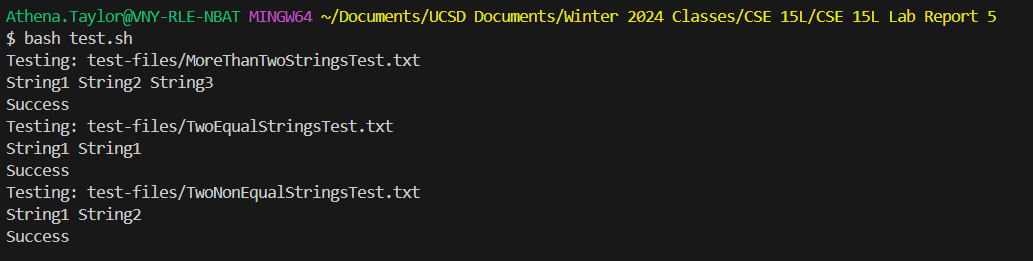 Athena.Taylor@VNY-RLE-NBAT MINGW64 ~/Documents/UCSD Documents/Winter 2024 Classes/CSE 15L/CSE 15L Lab Report 5
$ bash test.sh
Testing: test-files/MoreThanTwoStringsTest.txt
String1 String2 String3
Success
Testing: test-files/TwoEqualStringsTest.txt
String1 String1
Success
Testing: test-files/TwoNonEqualStringsTest.txt
String1 String2
Success